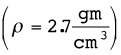 (ρ = 2.7 gm/cm³)